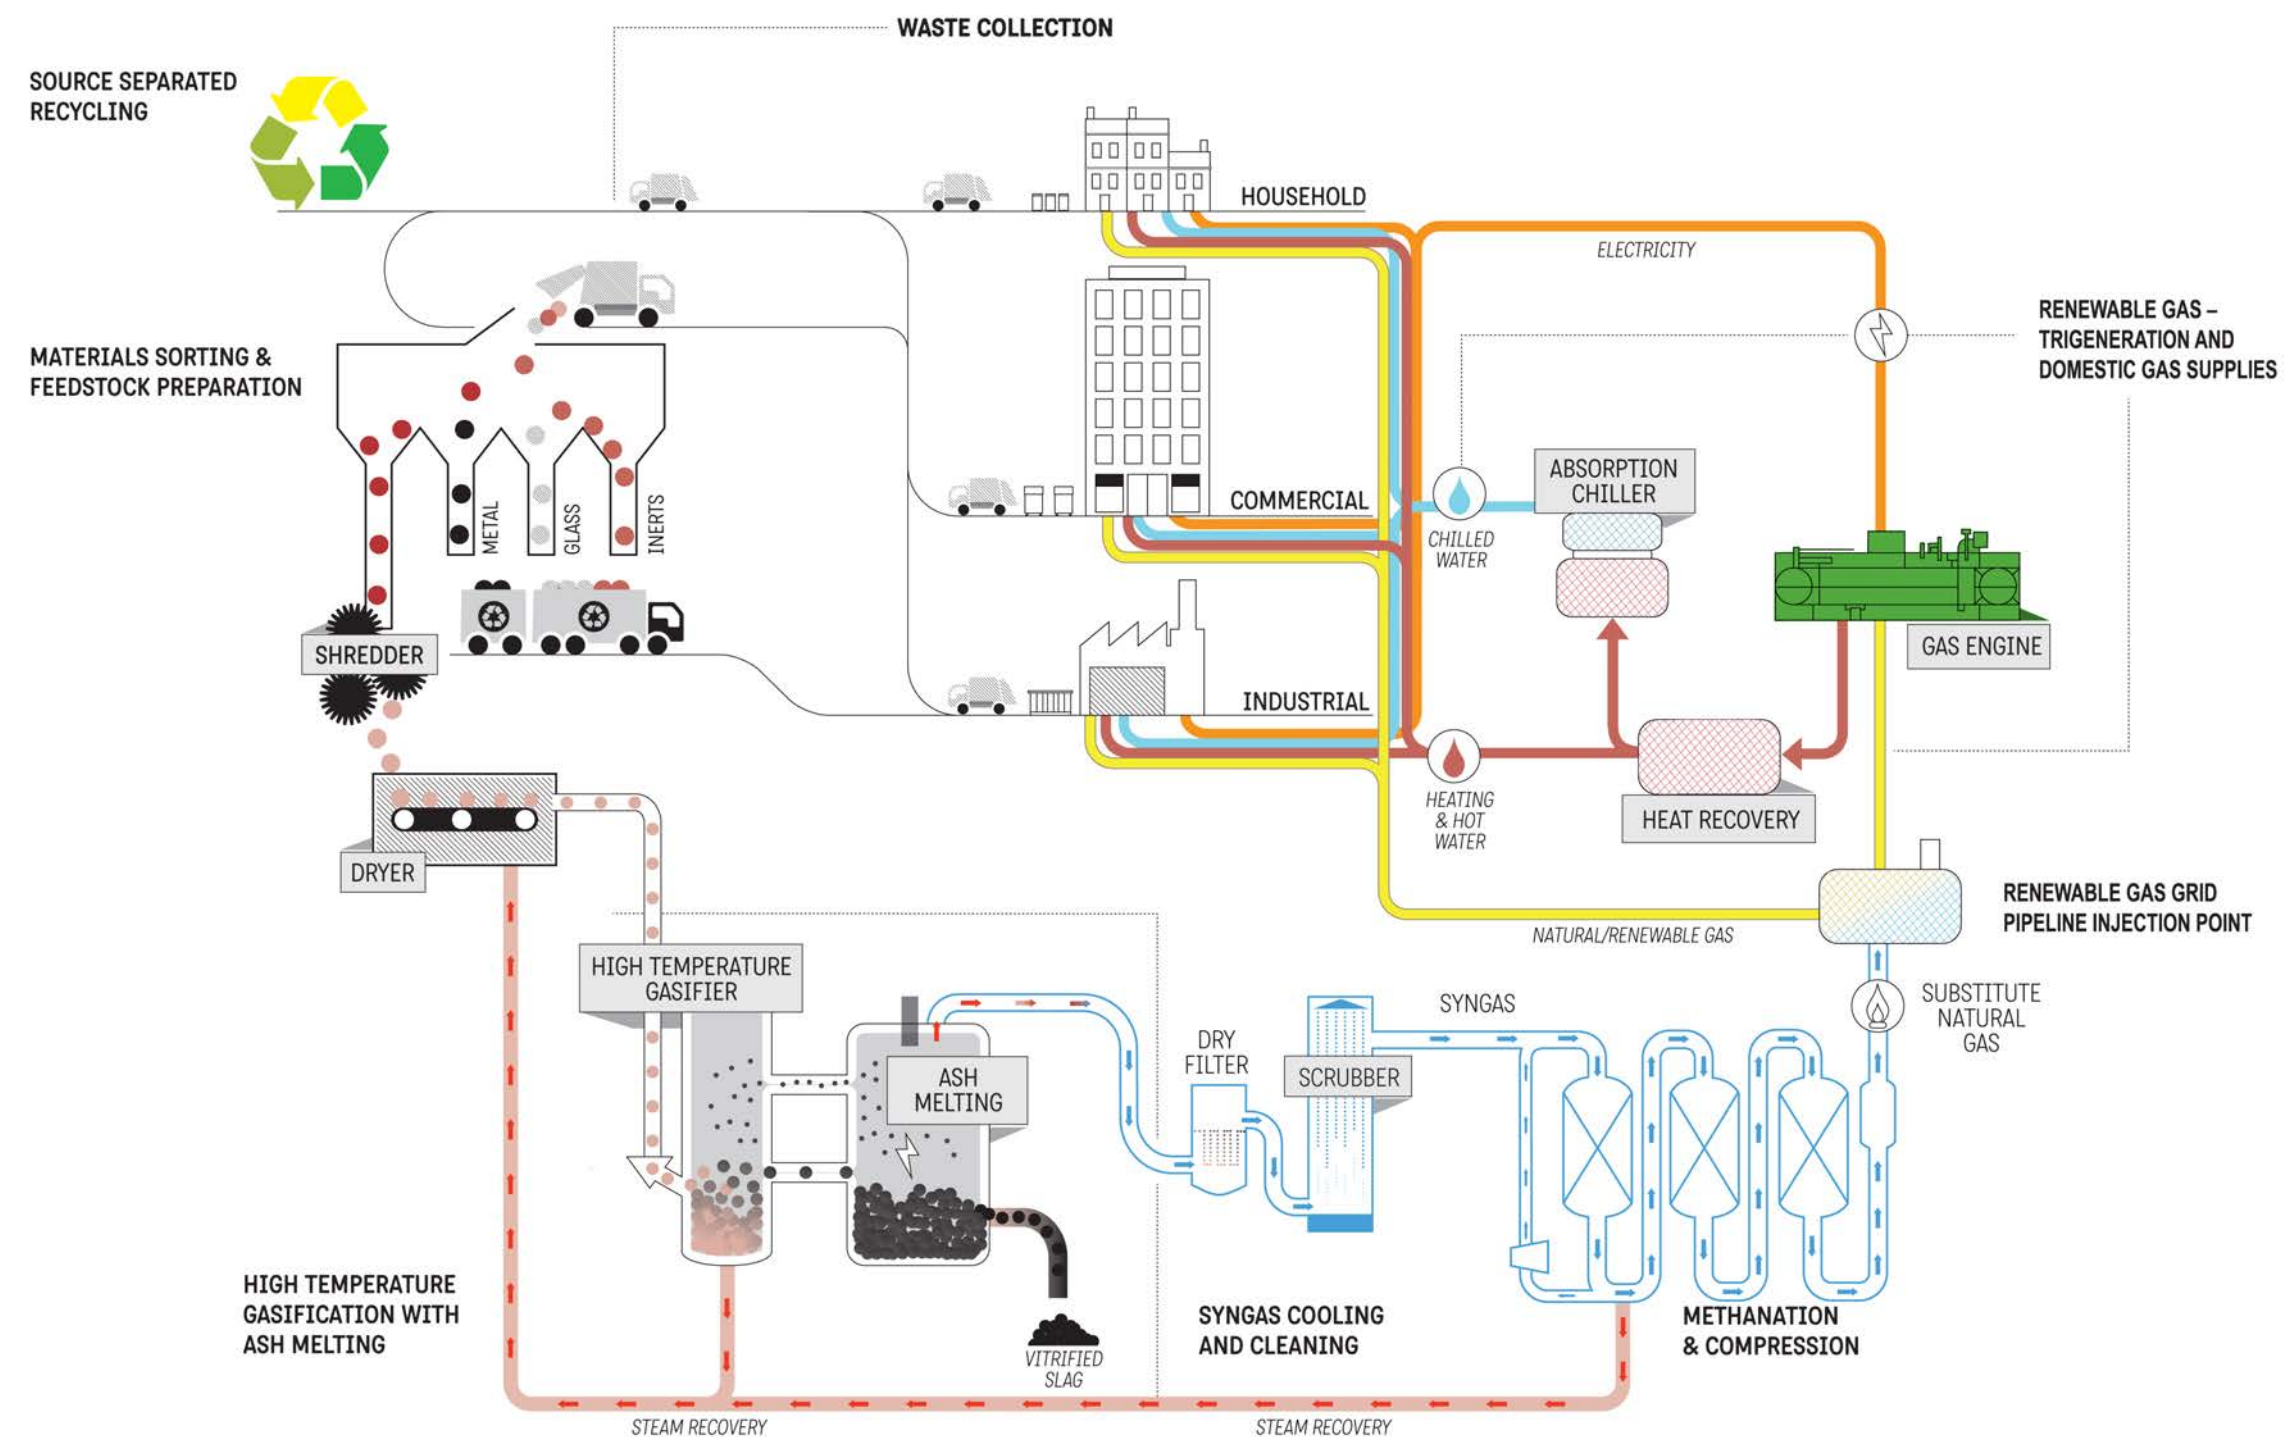 WASTE COLLECTION
SOURCE SEPARATED
RECYCLING
HOUSEHOLD
ELECTRICITY
RENEWABLE GAS –
TRIGENERATION AND
DOMESTIC GAS SUPPLIES
MATERIALS SORTING &
FEEDSTOCK PREPARATION
METAL
GLASS
INERTS
COMMERCIAL
ABSORPTION
CHILLER
CHILLED
WATER
GAS ENGINE
SHREDDER
INDUSTRIAL
HEATING
& HOT
WATER
HEAT RECOVERY
DRYER
RENEWABLE GAS GRID
PIPELINE INJECTION POINT
NATURAL/RENEWABLE GAS
HIGH TEMPERATURE
GASIFIER
ASH
MELTING
DRY
FILTER
SCRUBBER
SYNGAS
SUBSTITUTE
NATURAL
GAS
HIGH TEMPERATURE
GASIFICATION WITH
ASH MELTING
VITRIFIED
SLAG
SYNGAS COOLING
AND CLEANING
METHANATION
& COMPRESSION
STEAM RECOVERY
STEAM RECOVERY